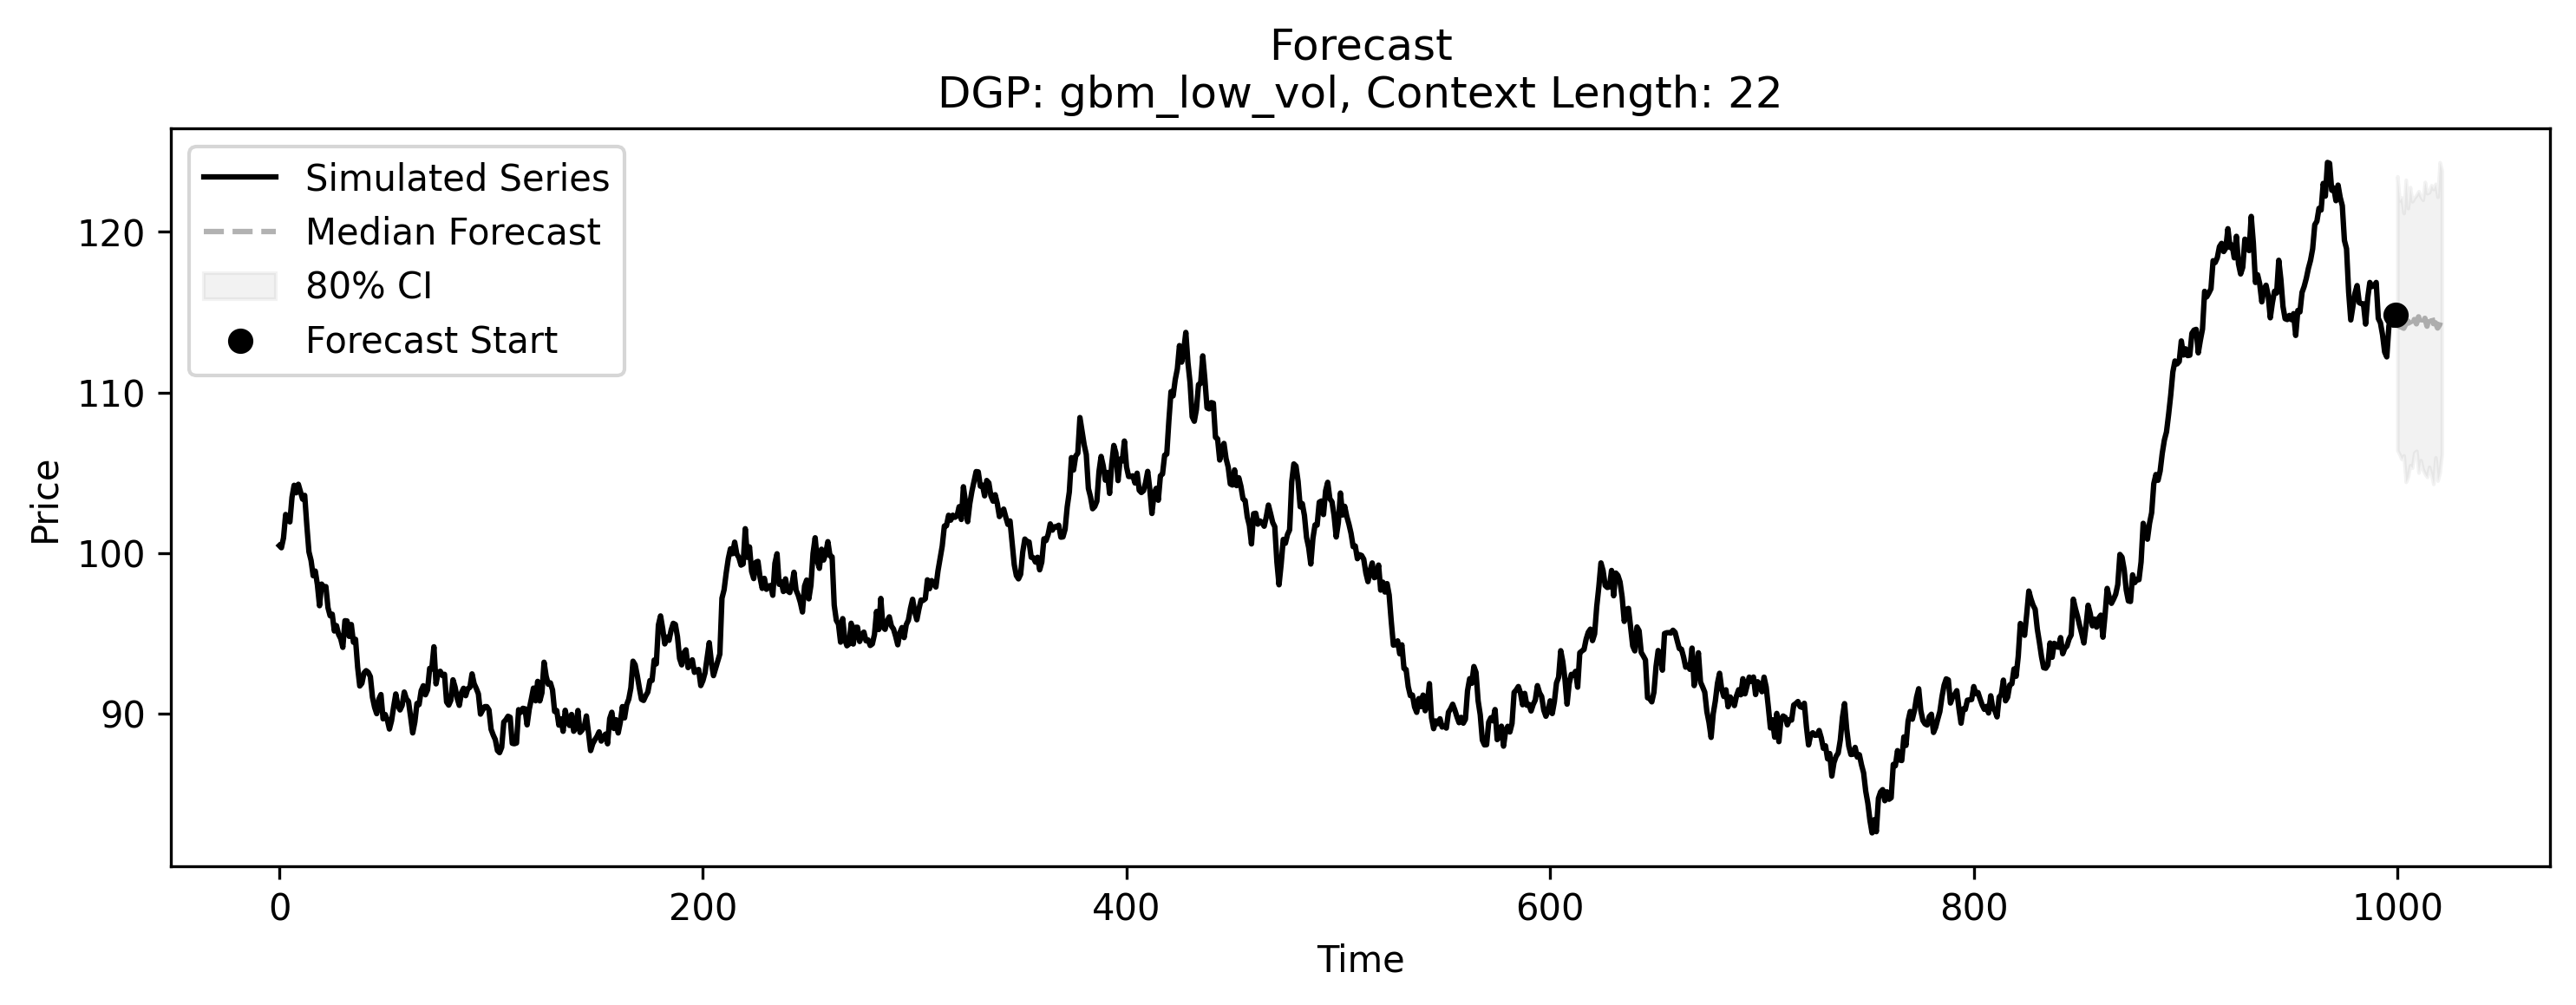 Forecast
DGP: gbm_low_vol, Context Length: 22
Simulated Series
Median Forecast
80% CI
Forecast Start
Price
120
110
100
90
0
200
400
600
800
1000
Time